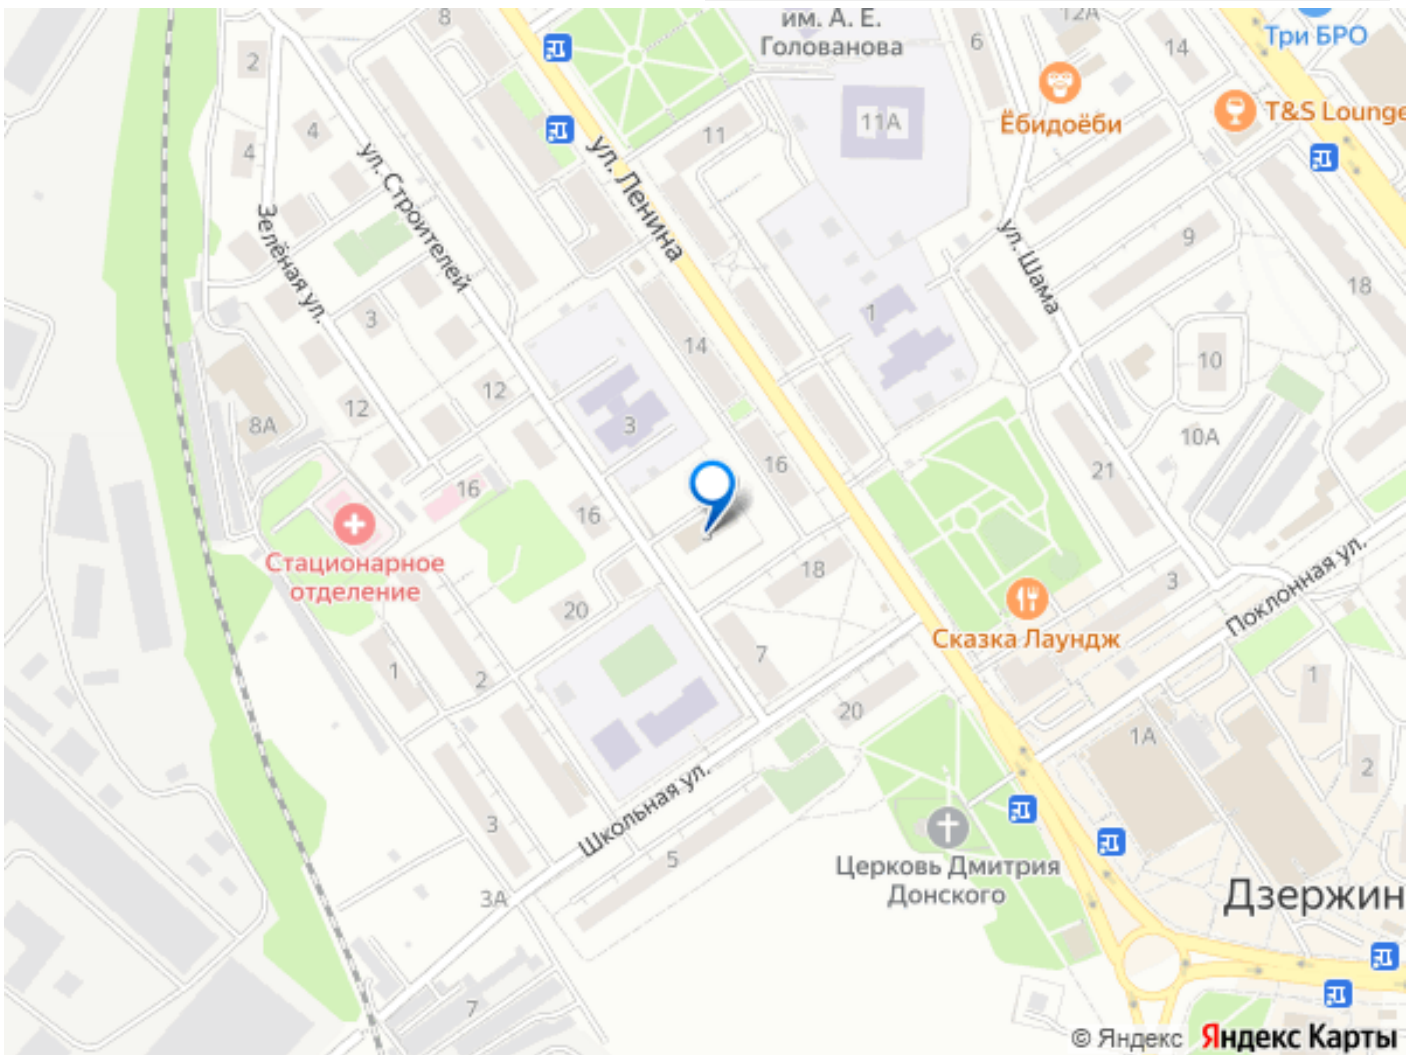 8
им. А. Е.
Голованова
6
12А
14
Три БРО
2
Ёбидоёби
T&S Lounge
4
4
11
11А
ул. Строителей
ул. Ленина
Зелёная ул.
ул. Шама
9
18
3
14
1
10
12
12
8А
3
10А
16
21
16
16
Стационарное
отделение
18
20
3
Сказка Лаундж
Поклонная ул.
1
2
7
1
20
1А
2
Школьная ул.
3
5
3А
Церковь Дмитрия
Донского
Дзержин
7
© Яндекс Яндекс Карты